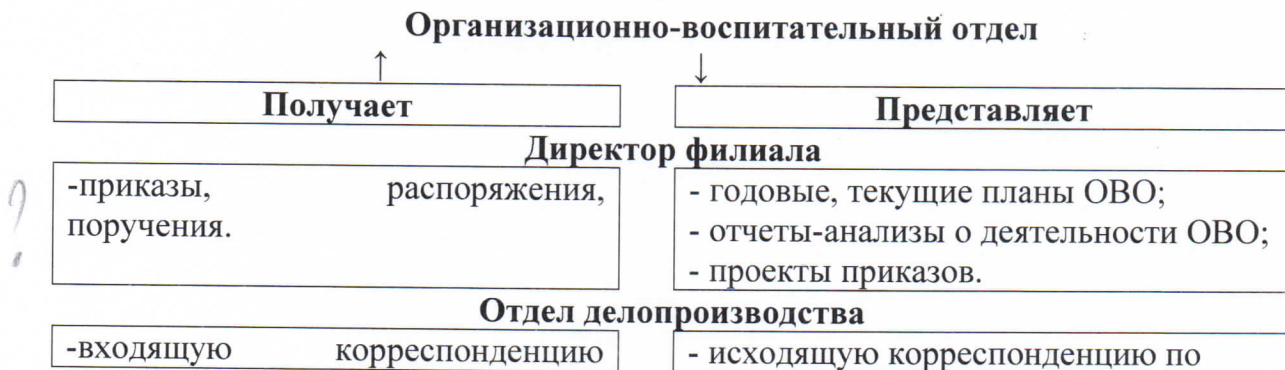 Организационно-воспитательный отдел
↑ ↓
Получает
Представляет
Директор филиала
-приказы, распоряжения,
поручения.
- годовые, текущие планы ОВО;
- отчеты-анализы о деятельности ОВО;
- проекты приказов.
?
Отдел делопроизводства
-входящую корреспонденцию
- исходящую корреспонденцию по